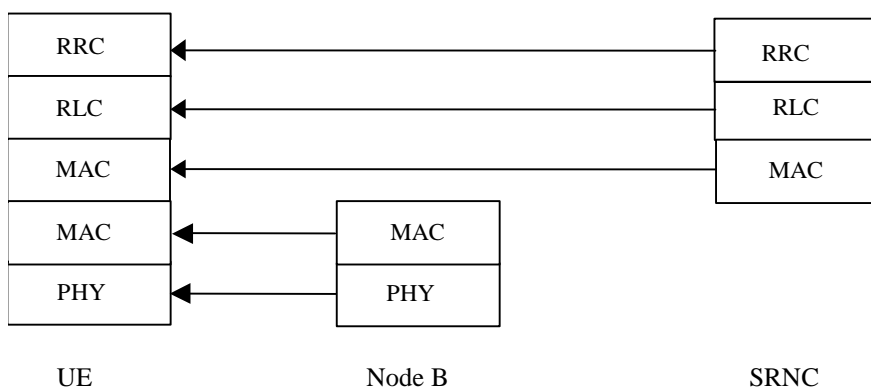 RRC RRC
RLC RLC
MAC MAC
MAC MAC
PHY PHY
UE Node B SRNC